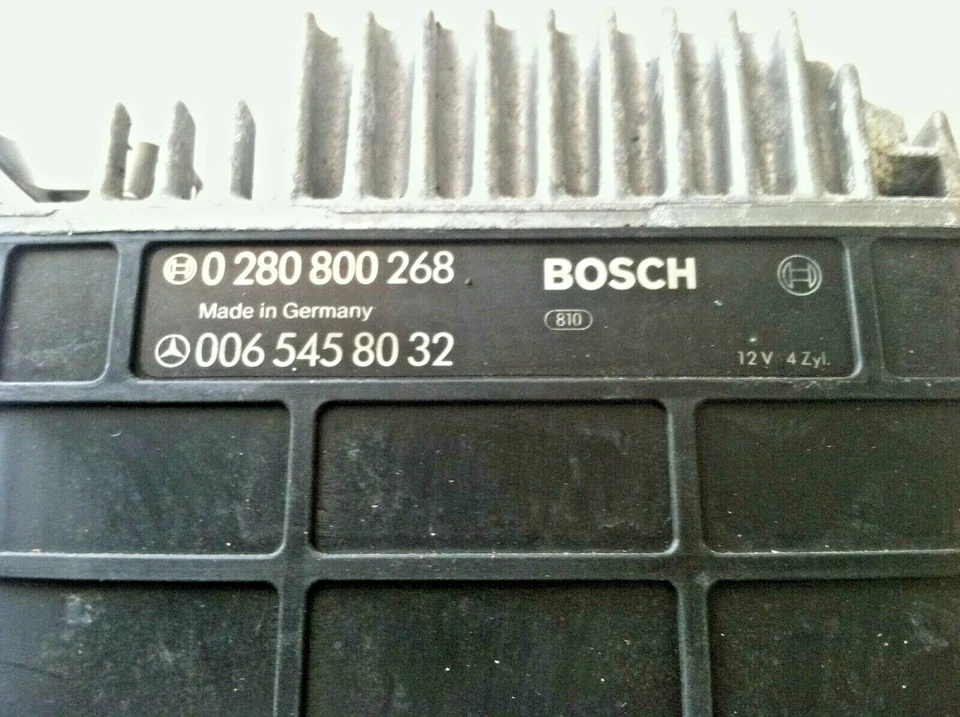 0 280 800 268 BOSCH
Made in Germany 810
006 545 80 32 12 V 4 Zyl.